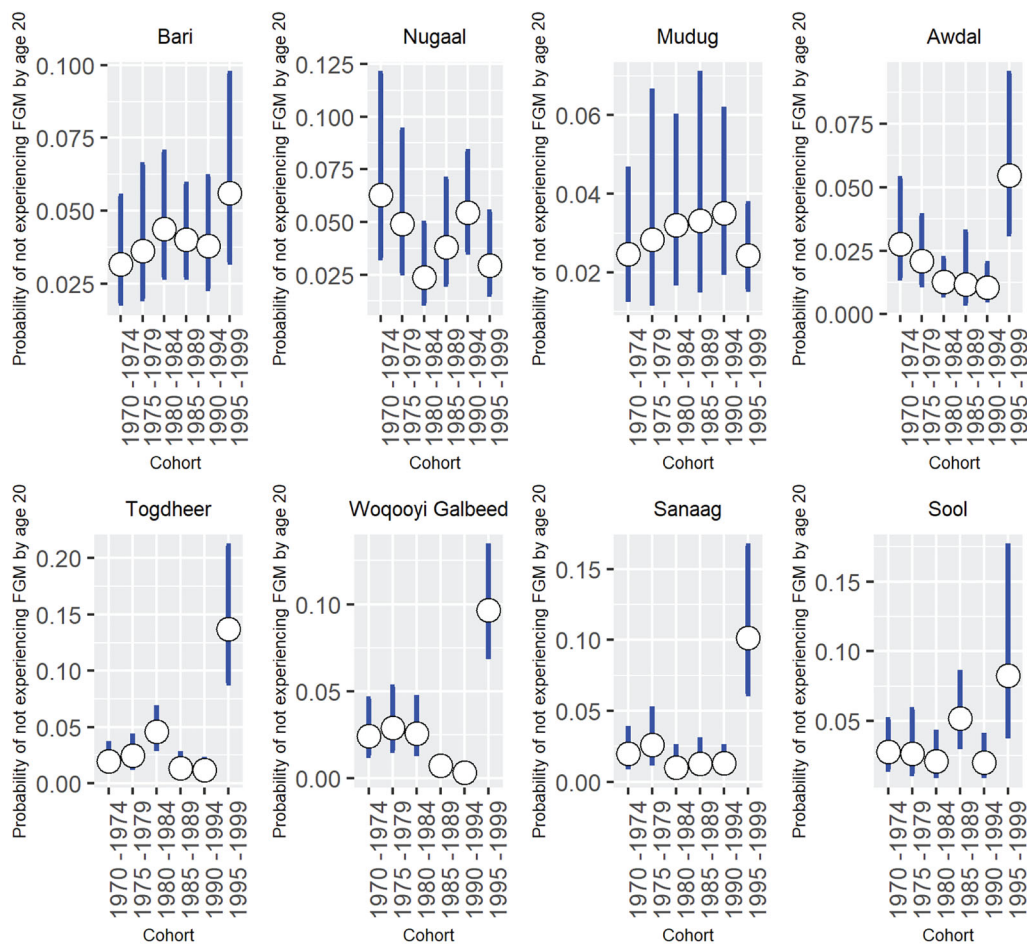 Bari
Probability of not experiencing FGM by age 20
0.100
0.075
0.050
0.025
1970 - 1974
1975 - 1979
1980 - 1984
1985 - 1989
1990 - 1994
1995 - 1999
Cohort
Nugaal
Probability of not experiencing FGM by age 20
0.125
0.100
0.075
0.050
0.025
1970 - 1974
1975 - 1979
1980 - 1984
1985 - 1989
1990 - 1994
1995 - 1999
Cohort
Mudug
Probability of not experiencing FGM by age 20
0.06
0.04
0.02
1970 - 1974
1975 - 1979
1980 - 1984
1985 - 1989
1990 - 1994
1995 - 1999
Cohort
Awdal
Probability of not experiencing FGM by age 20
0.075
0.050
0.025
0.000
1970 - 1974
1975 - 1979
1980 - 1984
1985 - 1989
1990 - 1994
1995 - 1999
Cohort
Togdheer
Probability of not experiencing FGM by age 20
0.20
0.15
0.10
0.05
0.00
1970 - 1974
1975 - 1979
1980 - 1984
1985 - 1989
1990 - 1994
1995 - 1999
Cohort
Woqooyi Galbeed
Probability of not experiencing FGM by age 20
0.10
0.05
0.00
1970 - 1974
1975 - 1979
1980 - 1984
1985 - 1989
1990 - 1994
1995 - 1999
Cohort
Sanaag
Probability of not experiencing FGM by age 20
0.15
0.10
0.05
0.00
1970 - 1974
1975 - 1979
1980 - 1984
1985 - 1989
1990 - 1994
1995 - 1999
Cohort
Sool
Probability of not experiencing FGM by age 20
0.15
0.10
0.05
1970 - 1974
1975 - 1979
1980 - 1984
1985 - 1989
1990 - 1994
1995 - 1999
Cohort